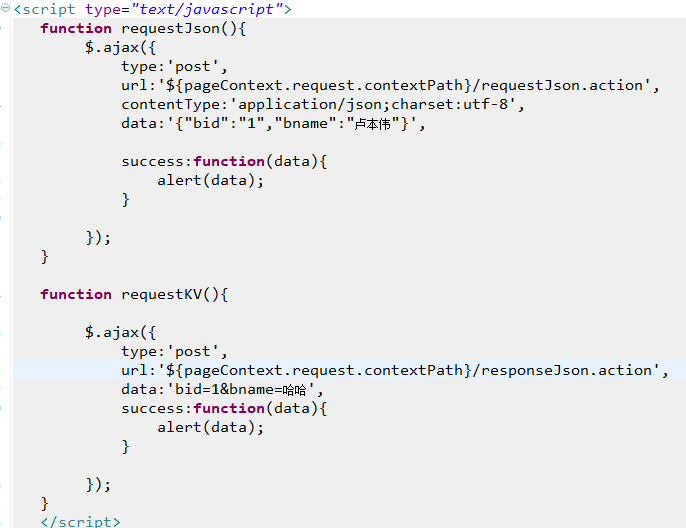 <script type="text/javascript">
function requestJson(){
$.ajax({
type:'post',
url:'${pageContext.request.contextPath}/requestJson.action',
contentType:'application/json;charset:utf-8',
data:'{"bid":"1","bname":"卢本伟"}',
success:function(data){
alert(data);
}
});
}
function requestKV(){
$.ajax({
type:'post',
url:'${pageContext.request.contextPath}/responseJson.action',
data:'bid=1&bname=哈哈',
success:function(data){
alert(data);
}
});
}
</script>